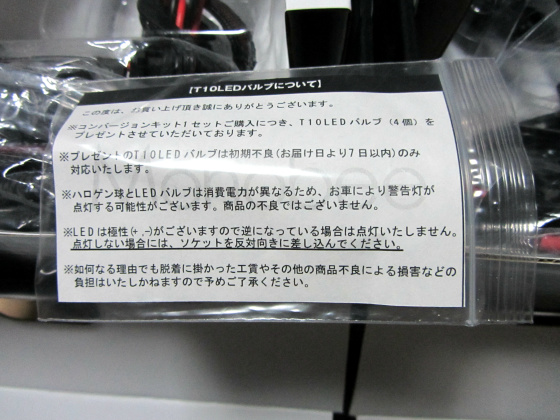 【T10LEDバルブについて】
この度は、お買い上げ頂き誠にありがとうございます。
※コンバージョンキット1セットご購入につき、T10LEDバルブ（4個）を
プレゼントさせていただいております。
※プレゼントのT10LEDバルブは初期不良(お届け日より7日以内)のみ
対応いたします。
※ハロゲン球とLEDバルブは消費電力が異なるため、お車により警告灯が
点灯する可能性がございます。商品の不良ではございません。
※LEDは極性(+,-)がございますので逆になっている場合は点灯いたしません。
点灯しない場合には、ソケットを反対向きに差し込んでください。
※如何なる理由でも脱着に掛かった工賃やその他の商品不良による損害などの
負担はいたしかねますので予めご了承ください。